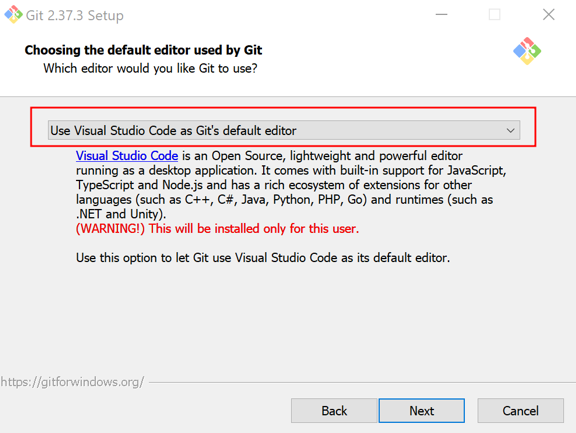 Git 2.37.3 Setup
Choosing the default editor used by Git
Which editor would you like Git to use?
Use Visual Studio Code as Git's default editor
Visual Studio Code is an Open Source, lightweight and powerful editor
running as a desktop application. It comes with built-in support for JavaScript,
TypeScript and Node.js and has a rich ecosystem of extensions for other
languages (such as C++, C#, Java, Python, PHP, Go) and runtimes (such as
.NET and Unity).
(WARNING!) This will be installed only for this user.
Use this option to let Git use Visual Studio Code as its default editor.
https://gitforwindows.org/
Back Next Cancel